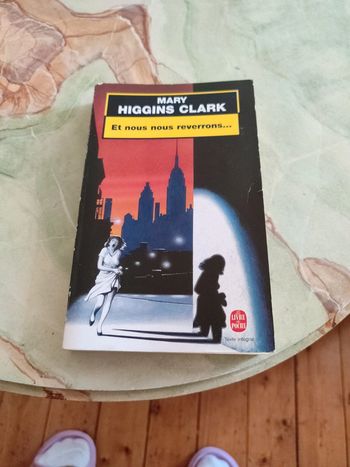 MARY
HIGGINS CLARK
Et nous nous reverrons...
LE LIVRE
DE POCHE
Texte intégral